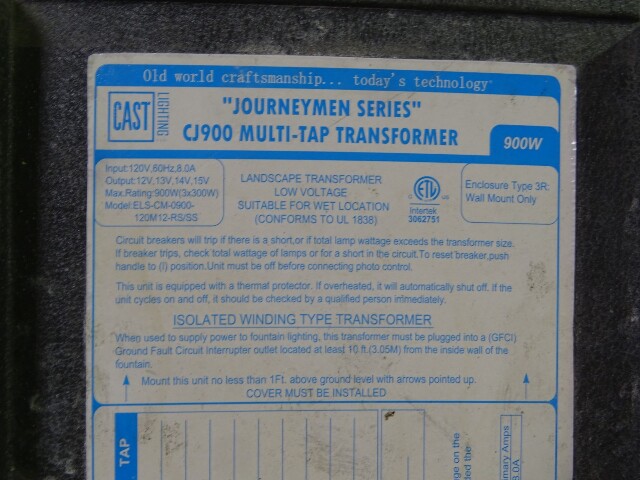 Old world craftsmanship... today's technology
CAST
LIGHTING
"JOURNEYMEN SERIES"
CJ900 MULTI-TAP TRANSFORMER
900W
Input:120V,60Hz,8.0A
Output:12V,13V,14V,15V
Max.Rating:900W(3x300W)
Model:ELS-CM-0900-
120M12-RS/SS
LANDSCAPE TRANSFORMER
LOW VOLTAGE
SUITABLE FOR WET LOCATION
(CONFORMS TO UL 1838)
ETL
Intertek
3062751
Enclosure Type 3R:
Wall Mount Only
Circuit breakers will trip if there is a short,or if total lamp wattage exceeds the transformer size.
If breaker trips, check total wattage of lamps or for a short in the circuit.To reset breaker,push
handle to (I) position.Unit must be off before connecting photo control.
This unit is equipped with a thermal protector. If overheated, it will automatically shut off. If the
unit cycles on and off, it should be checked by a qualified person immediately.
ISOLATED WINDING TYPE TRANSFORMER
When used to supply power to fountain lighting, this transformer must be plugged into a (GFCI)
Ground Fault Circuit Interrupter outlet located at least 10 ft.(3.05M) from the inside wall of the
fountain.
Mount this unit no less than 1Ft. above ground level with arrows pointed up.
COVER MUST BE INSTALLED
TAP
on the
the
Amps